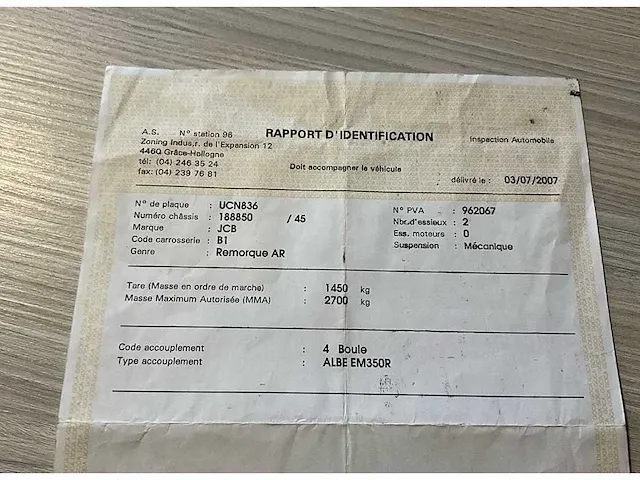 A.S. N° station 96
RAPPORT D'IDENTIFICATION
Inspection Automobile
Zoning Indus,r. de l'Expansion 12
4460 Grâce-Hollogne
tél: (04) 246 35 24
fax: (04) 239 76 81
Doit accompagner le véhicule
délivré le : 03/07/2007
N° de plaque : UCN836
Numéro châssis : 188850 / 45
Marque : JCB
Code carrosserie : B1
Genre : Remorque AR
N° PVA : 962067
Nbr.d'essieux : 2
Ess. moteurs : 0
Suspension : Mécanique
Tare (Masse en ordre de marche) : 1450 kg
Masse Maximum Autorisée (MMA) : 2700 kg
Code accouplement : 4 Boule
Type accouplement : ALBE EM350R